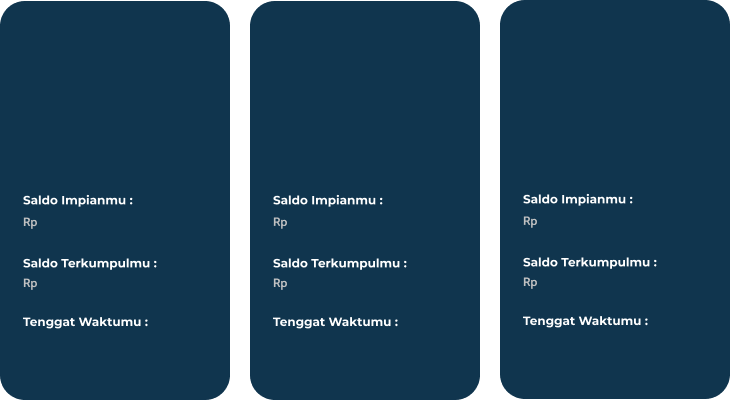 Saldo Impianmu :
Rp
Saldo Terkumpulmu :
Rp
Tenggat Waktumu :
Saldo Impianmu :
Rp
Saldo Terkumpulmu :
Rp
Tenggat Waktumu :
Saldo Impianmu :
Rp
Saldo Terkumpulmu :
Rp
Tenggat Waktumu :